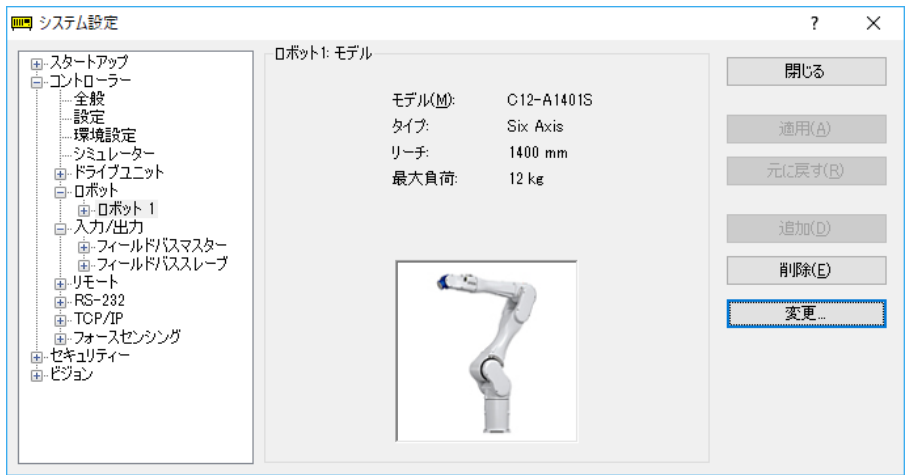 システム設定
スタートアップ
コントローラー
全般
設定
環境設定
シミュレーター
ドライブユニット
ロボット
ロボット 1
入力/出力
フィールドバスマスター
フィールドバススレーブ
リモート
RS-232
TCP/IP
フォースセンシング
セキュリティー
ビジョン
ロボット1: モデル
モデル(M): C12-A1401S
タイプ: Six Axis
リーチ: 1400 mm
最大負荷: 12 kg
閉じる
適用(A)
元に戻す(R)
追加(D)
削除(E)
変更...